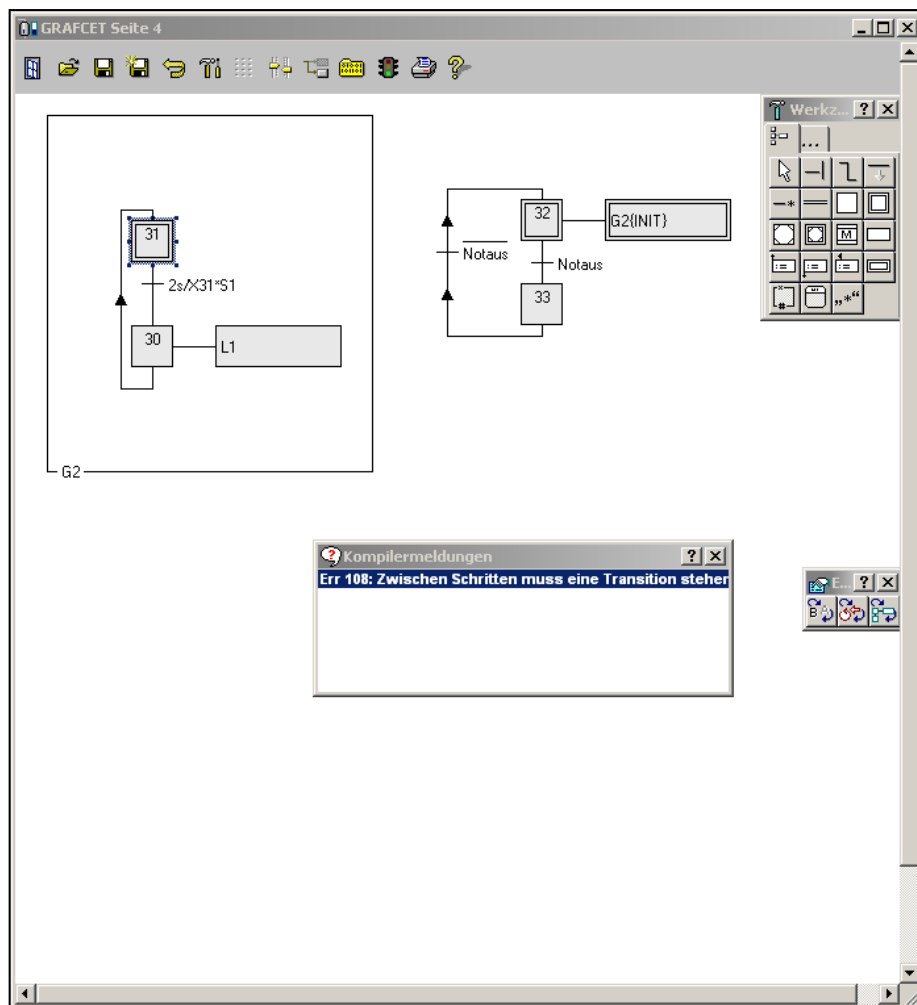 GRAFCET Seite 4
Werkz...
...
31
2s/X31*S1
30
L1
G2
32
G2{INIT}
Notaus
Notaus
33
M
„*“
Kompilermeldungen
Err 108: Zwischen Schritten muss eine Transition stehen
E...